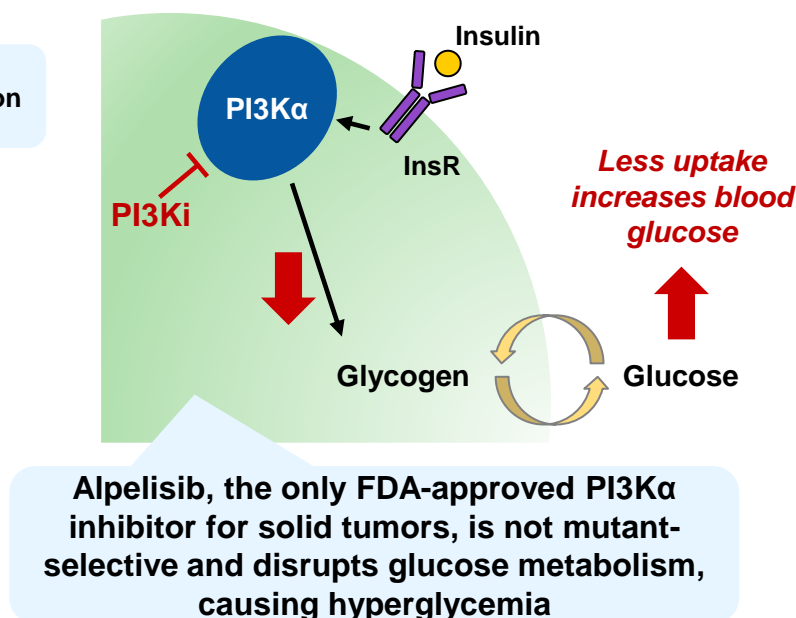 on
Insulin
PI3Kα
InsR
PI3Ki
Less uptake
increases blood
glucose
Glycogen
Glucose
Alpelisib, the only FDA-approved PI3Kα
inhibitor for solid tumors, is not mutant-
selective and disrupts glucose metabolism,
causing hyperglycemia